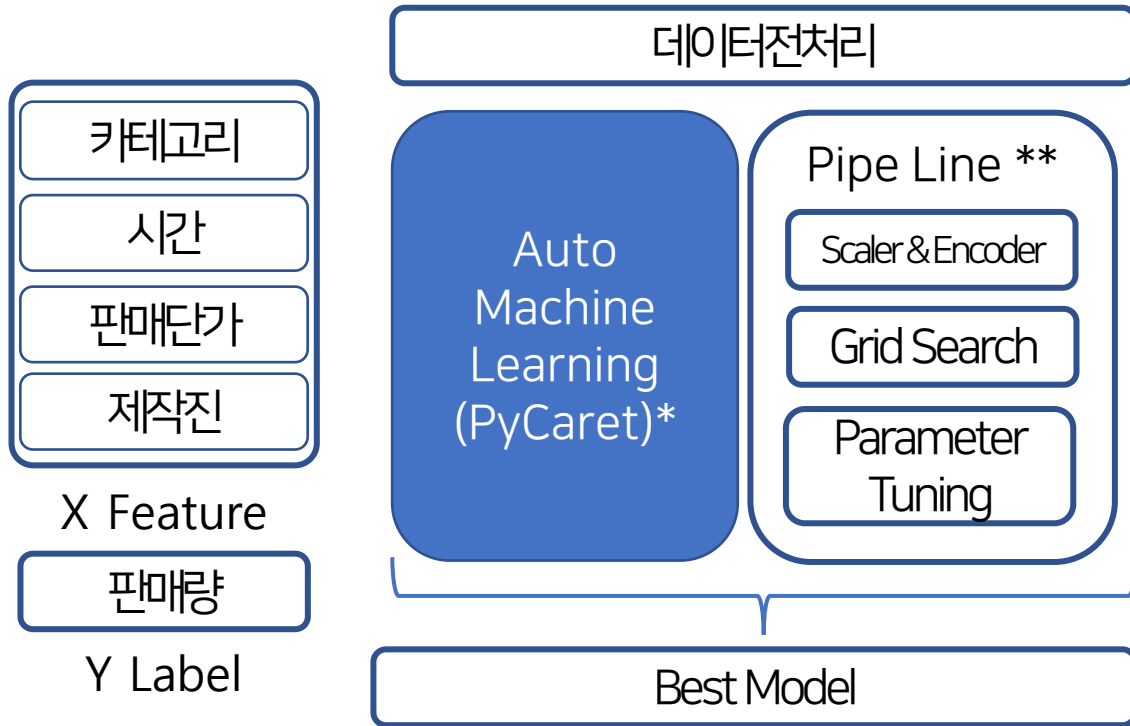 카테고리
시간
판매단가
제작진
X Feature
판매량
Y Label
데이터전처리
Auto
Machine
Learning
(PyCaret)*
Pipe Line **
Scaler & Encoder
Grid Search
Parameter
Tuning
Best Model